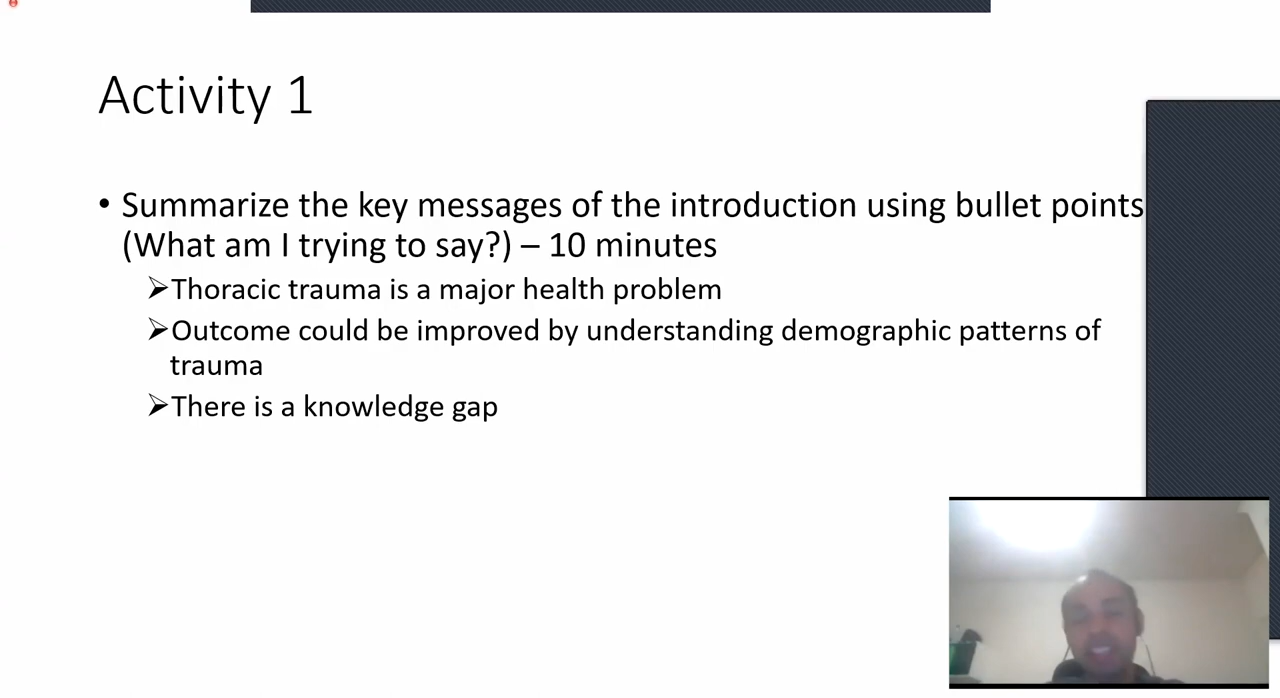 Activity 1
• Summarize the key messages of the introduction using bullet points
(What am I trying to say?) – 10 minutes
➢Thoracic trauma is a major health problem
➢Outcome could be improved by understanding demographic patterns of
trauma
➢There is a knowledge gap